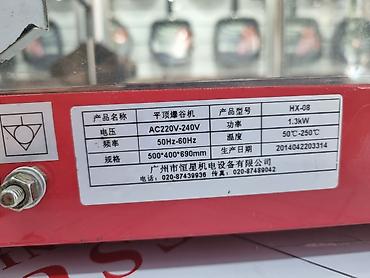 产品名称 平顶爆谷机 产品型号 HX-08
电压 AC220V-240V 功率 1.3kW
频率 50Hz-60Hz 温度 50℃-250℃
规格 500*400*690mm 生产日期 2014042203314
广州市恒星机电设备有限公司
电话：020-87439936 传真：020-87489042